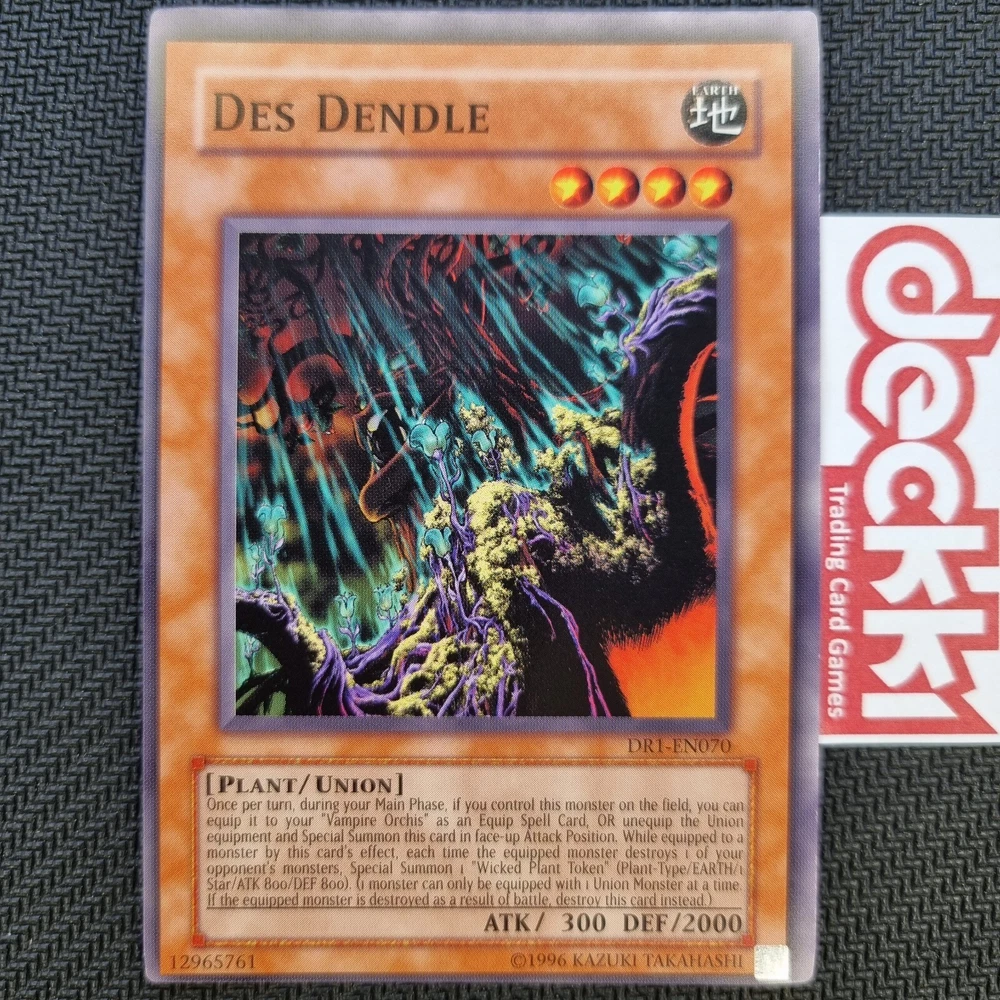 DES DENDLE
EARTH
地
DR1-EN070
[PLANT/UNION]
Once per turn, during your Main Phase, if you control this monster on the field, you can
equip it to your "Vampire Orchis" as an Equip Spell Card, OR unequip the Union
equipment and Special Summon this card in face-up Attack Position. While equipped to a
monster by this card's effect, each time the equipped monster destroys 1 of your
opponent's monsters, Special Summon 1 "Wicked Plant Token" (Plant-Type/EARTH/1
Star/ATK 800/DEF 800). (1 monster can only be equipped with 1 Union Monster at a time.
If the equipped monster is destroyed as a result of battle, destroy this card instead.)
ATK/ 300 DEF/2000
12965761
©1996 KAZUKI TAKAHASHI
dekki
Trading Card Games